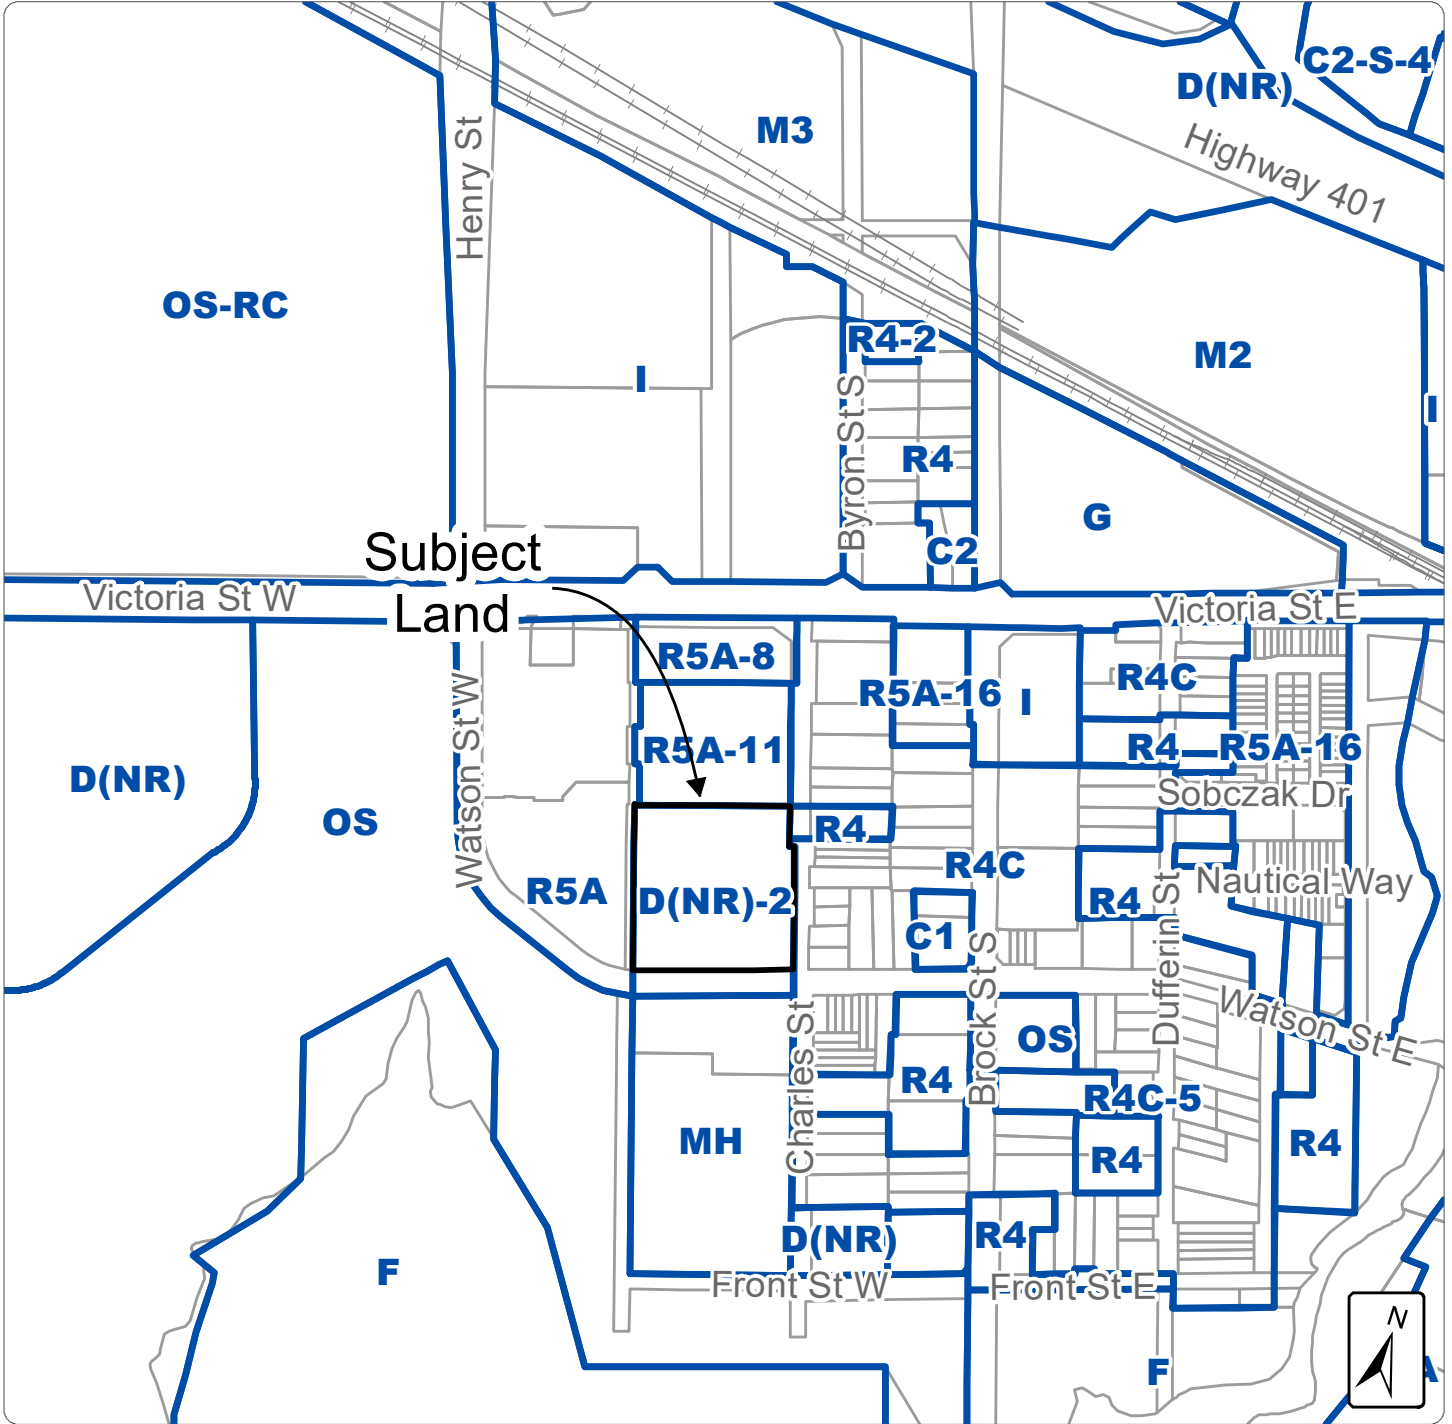 C2-S-4
D(NR)
M3
Henry St
Highway 401
OS-RC
R4-2
M2
I
I
Byron St S
R4
G
C2
Subject
Land
Victoria St W
Victoria St E
R5A-8
R4C
R5A-16
I
R5A-11
R4
R5A-16
D(NR)
Watson St W
Sobczak Dr
OS
R4
R4C
R5A
D(NR)-2
R4
Nautical Way
C1
Dufferin St
Brock St S
Watson St E
Charles St
OS
R4
R4C-5
MH
R4
R4
D(NR)
R4
F
Front St W
Front St E
N
F
A